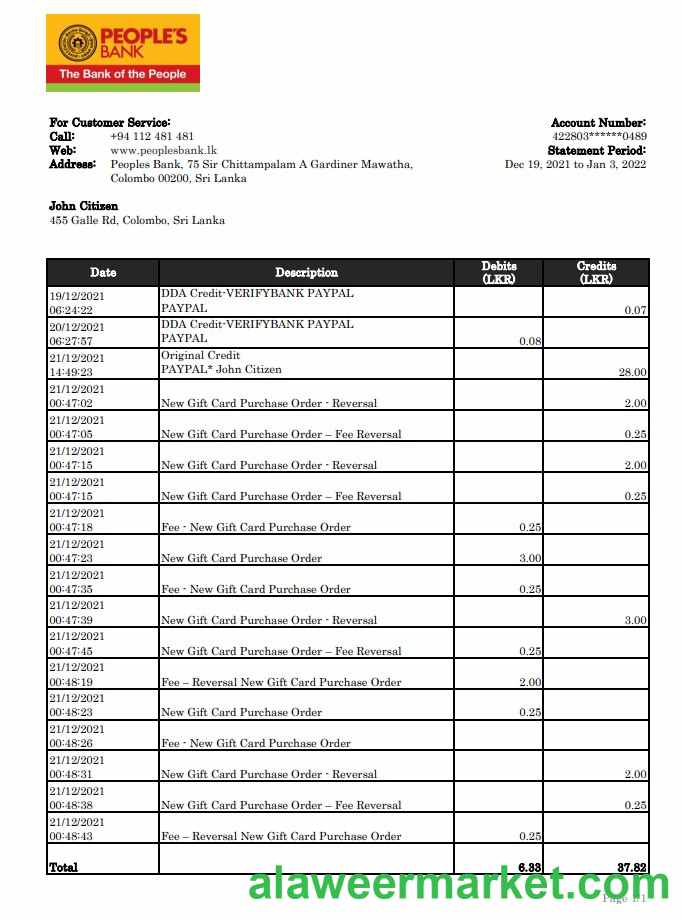 PEOPLE'S
BANK
The Bank of the People
For Customer Service:
Call: +94 112 481 481
Web: www.peoplesbank.lk
Address: Peoples Bank, 75 Sir Chittampalam A Gardiner Mawatha,
Colombo 00200, Sri Lanka
Account Number:
422803******0489
Statement Period:
Dec 19, 2021 to Jan 3, 2022
John Citizen
455 Galle Rd, Colombo, Sri Lanka
Date Description Debits (LKR) Credits (LKR)
19/12/2021 DDA Credit-VERIFYBANK PAYPAL
06:24:22 PAYPAL 0.07
20/12/2021 DDA Credit-VERIFYBANK PAYPAL
06:27:57 PAYPAL 0.08
21/12/2021 Original Credit
14:49:23 PAYPAL* John Citizen 28.00
21/12/2021
00:47:02 New Gift Card Purchase Order - Reversal 2.00
21/12/2021
00:47:05 New Gift Card Purchase Order – Fee Reversal 0.25
21/12/2021
00:47:15 New Gift Card Purchase Order - Reversal 2.00
21/12/2021
00:47:15 New Gift Card Purchase Order – Fee Reversal 0.25
21/12/2021
00:47:18 Fee - New Gift Card Purchase Order 0.25
21/12/2021
00:47:23 New Gift Card Purchase Order 3.00
21/12/2021
00:47:35 Fee - New Gift Card Purchase Order 0.25
21/12/2021
00:47:39 New Gift Card Purchase Order - Reversal 3.00
21/12/2021
00:47:45 New Gift Card Purchase Order – Fee Reversal 0.25
21/12/2021
00:48:19 Fee – Reversal New Gift Card Purchase Order 2.00
21/12/2021
00:48:23 New Gift Card Purchase Order 0.25
21/12/2021
00:48:26 Fee - New Gift Card Purchase Order
21/12/2021
00:48:31 New Gift Card Purchase Order - Reversal 2.00
21/12/2021
00:48:38 New Gift Card Purchase Order – Fee Reversal 0.25
21/12/2021
00:48:43 Fee – Reversal New Gift Card Purchase Order 0.25
Total 6.33 37.82
alaweermarket.com
Page 1/1